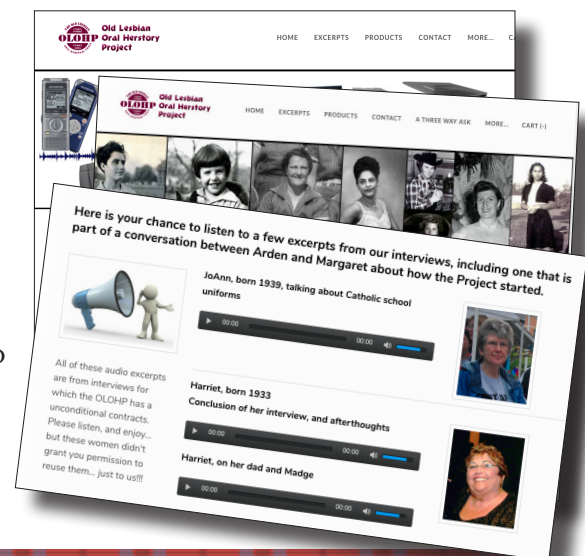 OLOHP
Old Lesbian
Oral Herstory
Project
HOME EXCERPTS PRODUCTS CONTACT MORE...
OLOHP
Old Lesbian
Oral Herstory
Project
HOME EXCERPTS PRODUCTS CONTACT A THREE WAY ASK MORE... CART (-)
Here is your chance to listen to a few excerpts from our interviews, including one that is
part of a conversation between Arden and Margaret about how the Project started.
JoAnn, born 1939, talking about Catholic school
uniforms
00:00 00:00
All of these audio excerpts
are from interviews for
which the OLOHP has a
unconditional contracts.
Please listen, and enjoy...
but these women didn't
grant you permission to
reuse them... just to us!!!
Harriet, born 1933
Conclusion of her interview, and afterthoughts
00:00 00:00
Harriet, on her dad and Madge
00:00 00:00